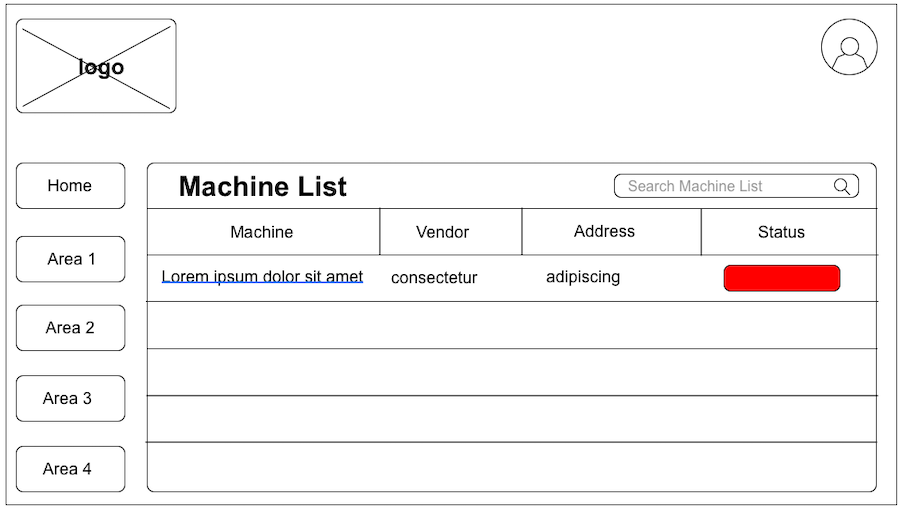 logo
Home
Area 1
Area 2
Area 3
Area 4
Machine List
Search Machine List
Machine Vendor Address Status
Lorem ipsum dolor sit amet consectetur adipiscing